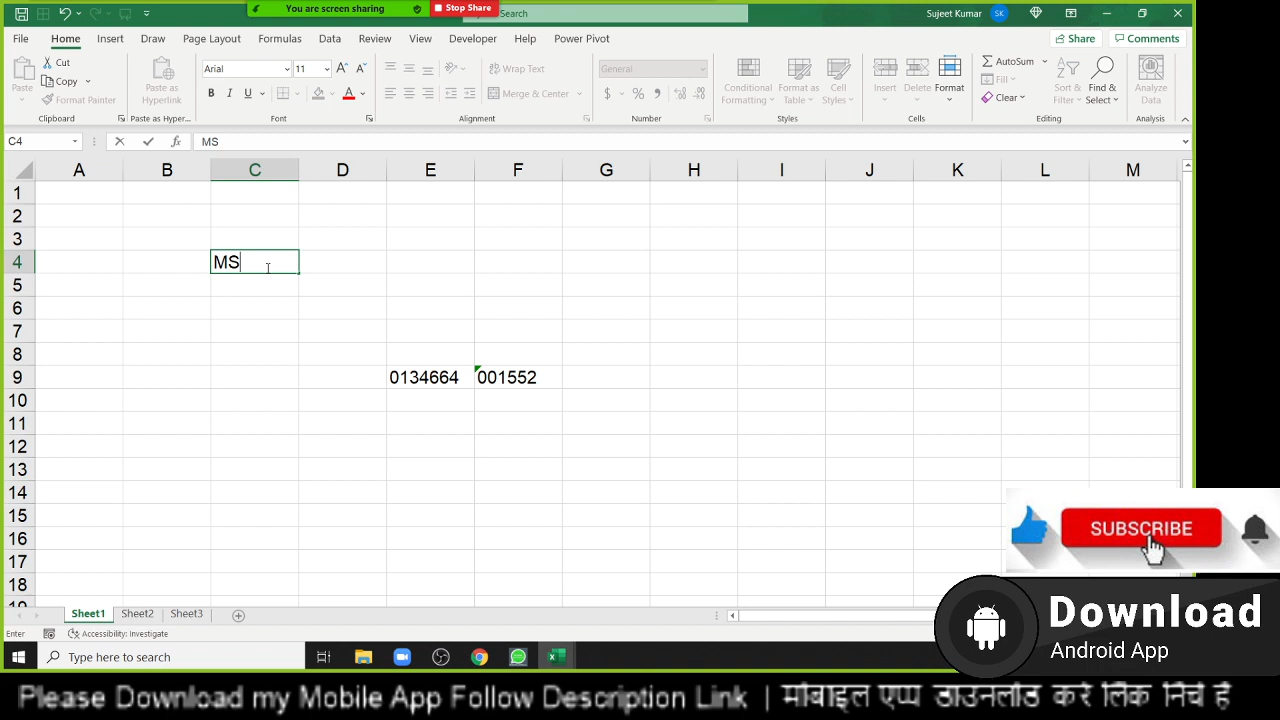 You are screen sharing
Stop Share
Search
Sujeet Kumar
SK
File Home Insert Draw Page Layout Formulas Data Review View Developer Help Power Pivot
Share
Comments
Paste
Cut
Copy
Format Painter
Clipboard
Paste as Hyperlink
Paste as Hyper...
Arial
11
B I U
Font
Wrap Text
Merge & Center
Alignment
General
$ % 9
Number
Conditional Formatting
Format as Table
Cell Styles
Styles
Insert
Delete
Format
Cells
AutoSum
Fill
Clear
Sort & Filter
Find & Select
Editing
Analyze Data
Analysis
C4
fx
MS
A B C D E F G H I J K L M
1
2
3
4 MS
5
6
7
8
9 0134664 001552
10
11
12
13
14
15
16
17
18
19
SUBSCRIBE
Sheet1 Sheet2 Sheet3
Enter
Accessibility: Investigate
Download
Android App
Type here to search
Please Download my Mobile App Follow Description Link | मोबाइल एप्प डाउनलोड करे लिंक निचे है